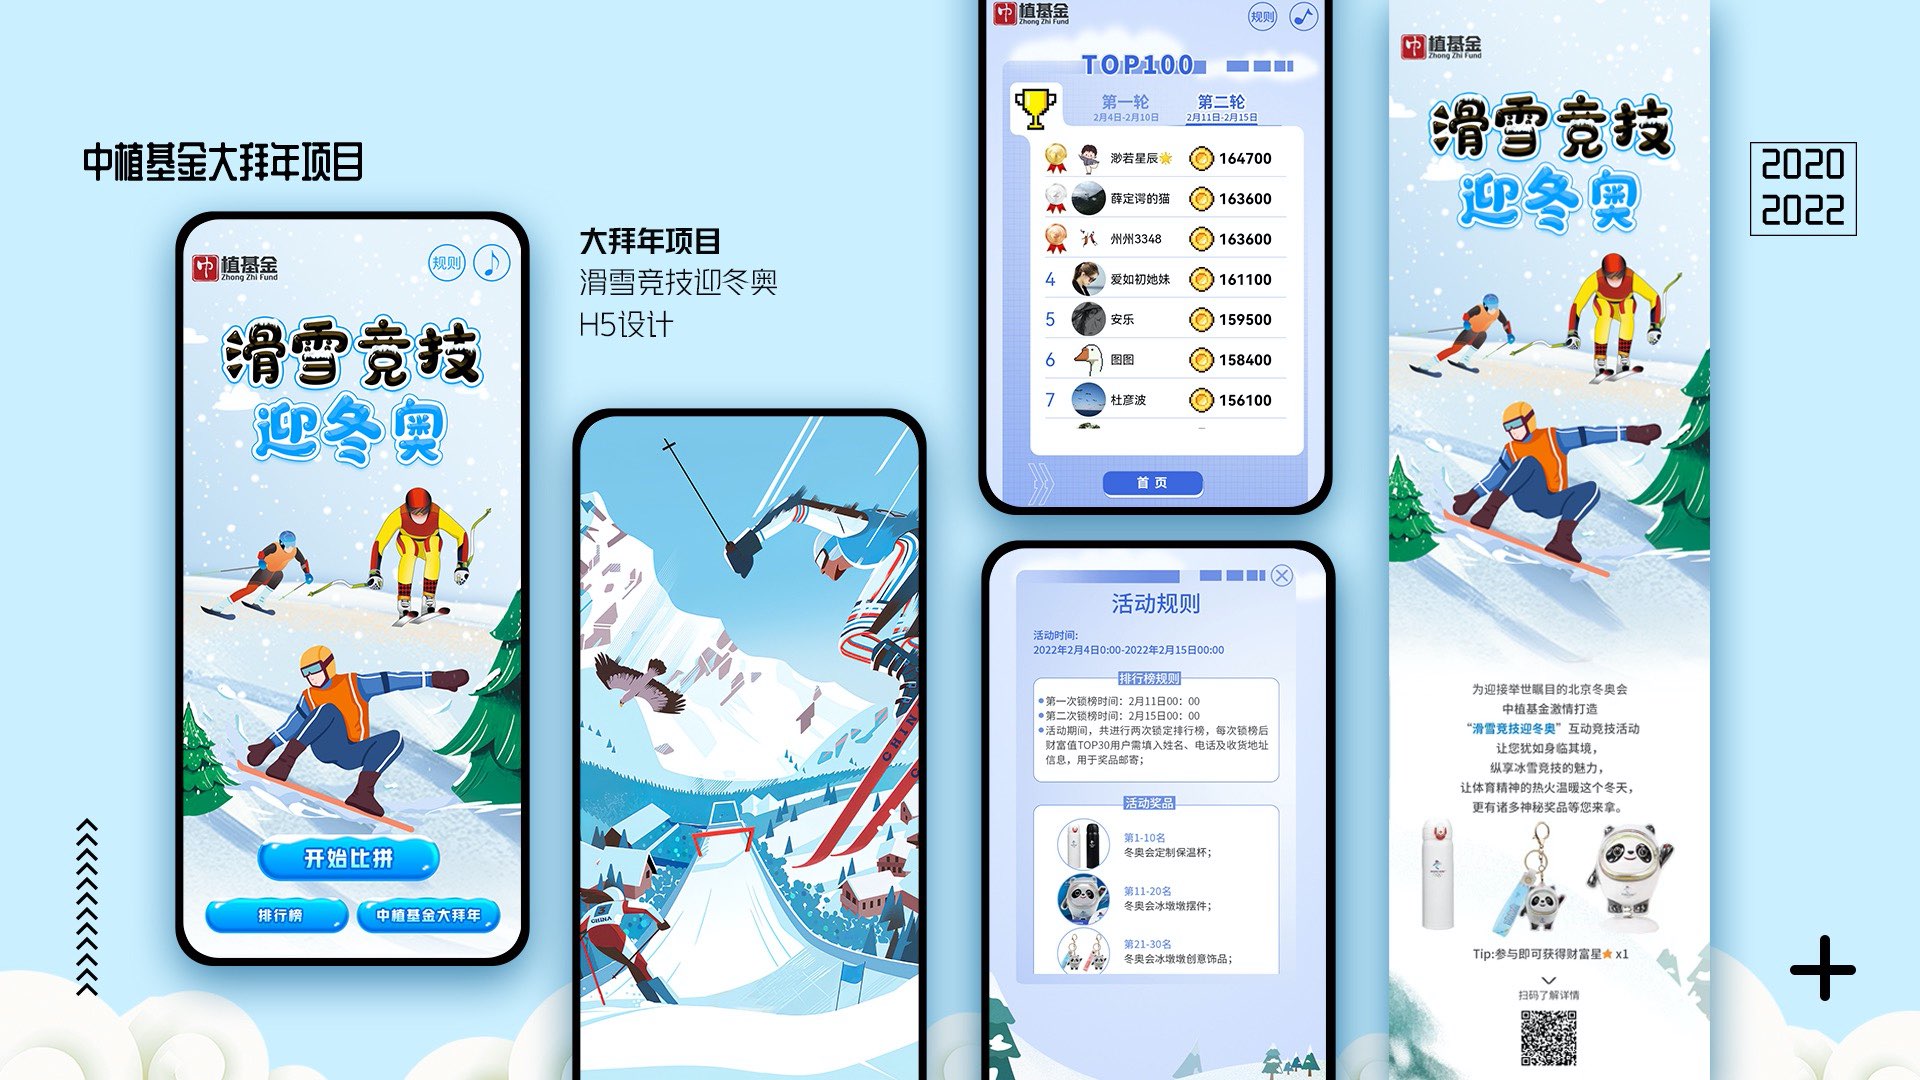 中植基金大拜年项目
大拜年项目
滑雪竞技迎冬奥
H5设计
2020
2022
中植基金
Zhong Zhi Fund
规则
滑雪竞技
迎冬奥
开始比拼
排行榜
中植基金大拜年
CHINA
CHINA
中植基金
Zhong Zhi Fund
规则
TOP100
第一轮
2月4日-2月10日
第二轮
2月11日-2月15日
渺若星辰 164700
薛定谔的猫 163600
州州3348 163600
4 爱如初她妹 161100
5 安乐 159500
6 图图 158400
7 杜彦波 156100
首页
活动规则
活动时间:
2022年2月4日0:00-2022年2月15日00:00
排行榜规则
第一次锁榜时间：2月11日00：00
第二次锁榜时间：2月15日00：00
活动期间，共进行两次锁定排行榜，每次锁榜后
财富值TOP30用户需填入姓名、电话及收货地址
信息，用于奖品邮寄；
活动奖品
第1-10名
冬奥会定制保温杯；
第11-20名
冬奥会冰墩墩摆件；
第21-30名
冬奥会冰墩墩创意饰品；
中植基金
Zhong Zhi Fund
滑雪竞技
迎冬奥
为迎接举世瞩目的北京冬奥会
中植基金激情打造
“滑雪竞技迎冬奥”互动竞技活动
让您犹如身临其境，
纵享冰雪竞技的魅力，
让体育精神的热火温暖这个冬天，
更有诸多神秘奖品等您来拿。
Tip:参与即可获得财富星 x1
扫码了解详情